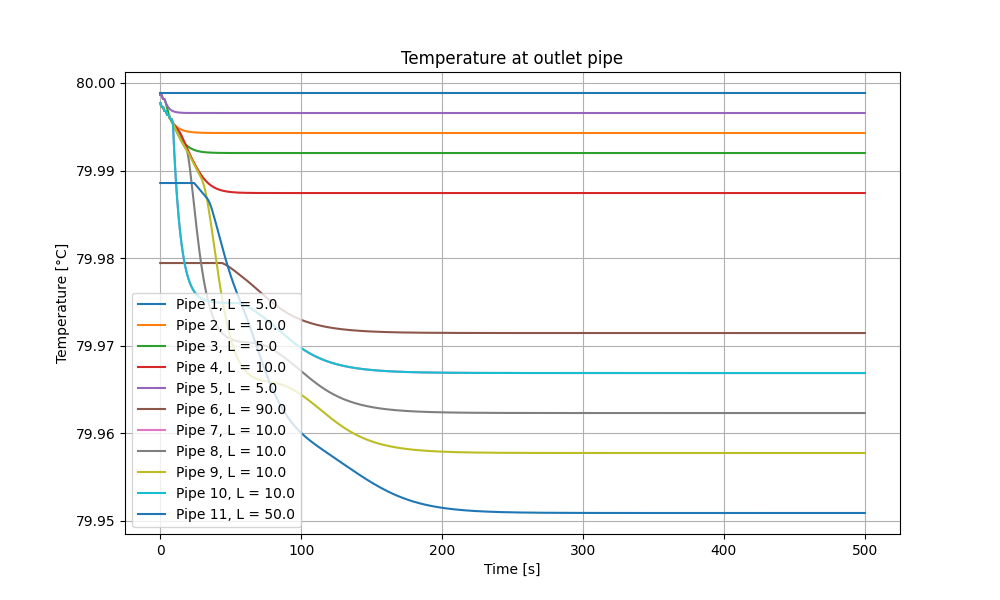 Temperature at outlet pipe
Temperature [°C]
80.00
79.99
79.98
79.97
79.96
79.95
Pipe 1, L = 5.0
Pipe 2, L = 10.0
Pipe 3, L = 5.0
Pipe 4, L = 10.0
Pipe 5, L = 5.0
Pipe 6, L = 90.0
Pipe 7, L = 10.0
Pipe 8, L = 10.0
Pipe 9, L = 10.0
Pipe 10, L = 10.0
Pipe 11, L = 50.0
0 100 200 300 400 500
Time [s]